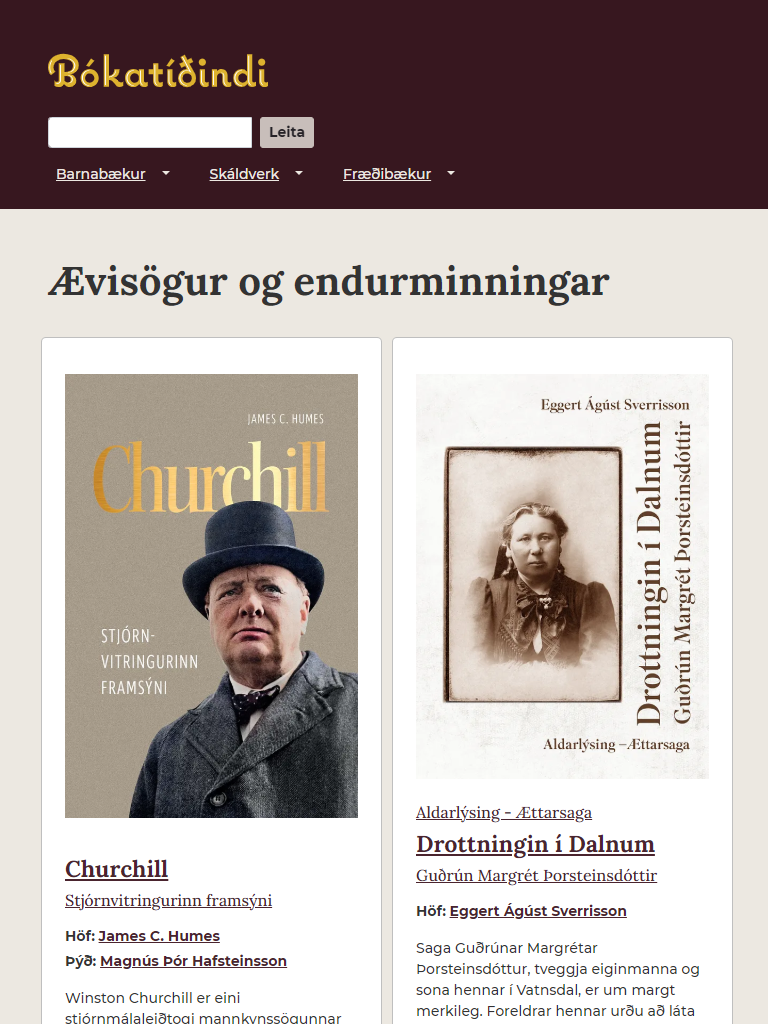 Bókatíðindi
Leita
Barnabækur
Skáldverk
Fræðibækur
Ævisögur og endurminningar
JAMES C. HUMES
Churchill
STJÓRN-
VITRINGURINN
FRAMSÝNI
Churchill
Stjórnvitringurinn framsýni
Höf: James C. Humes
Þýð: Magnús Þór Hafsteinsson
Winston Churchill er eini
stjórnmálaleiðtogi mannkynssögunnar
Eggert Ágúst Sverrisson
Drottningin í Dalnum
Guðrún Margrét Þorsteinsdóttir
Aldarlýsing – Ættarsaga
Aldarlýsing - Ættarsaga
Drottningin í Dalnum
Guðrún Margrét Þorsteinsdóttir
Höf: Eggert Ágúst Sverrisson
Saga Guðrúnar Margrétar
Þorsteinsdóttur, tveggja eiginmanna og
sona hennar í Vatnsdal, er um margt
merkileg. Foreldrar hennar urðu að láta